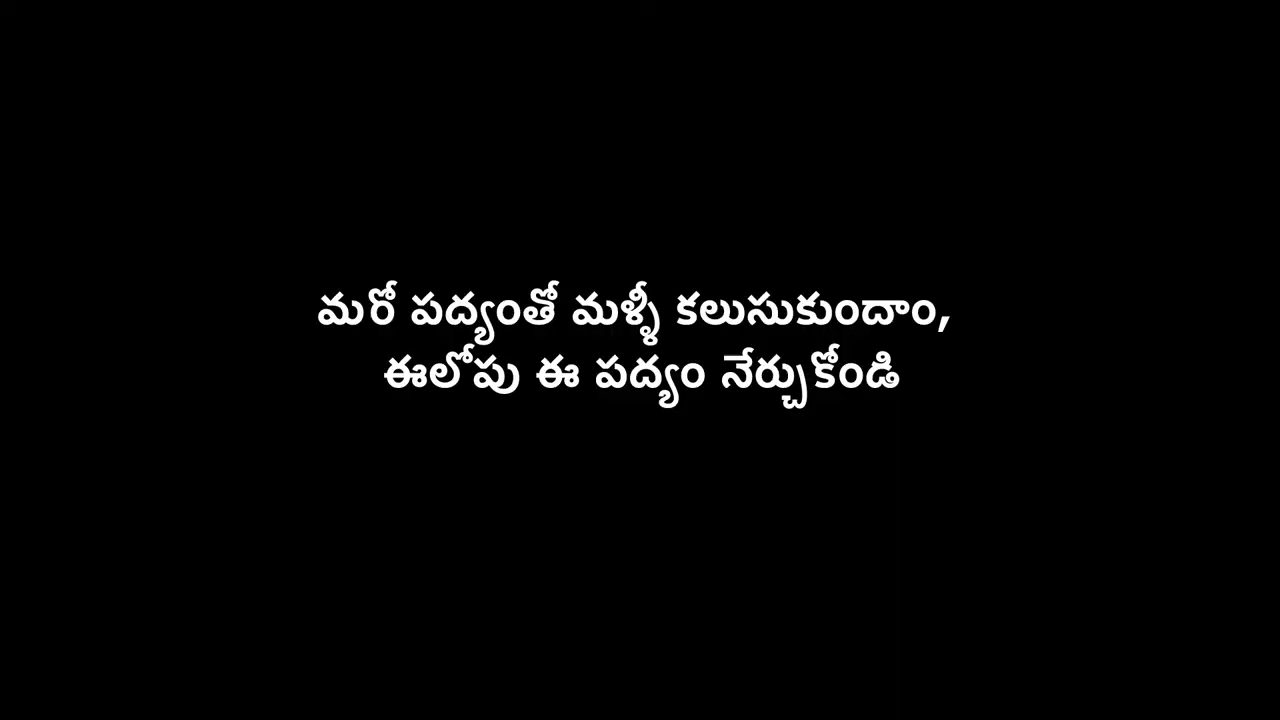 మరో పద్యంతో మళ్ళీ కలుసుకుందాం,
ఈలోపు ఈ పద్యం నేర్చుకోండి